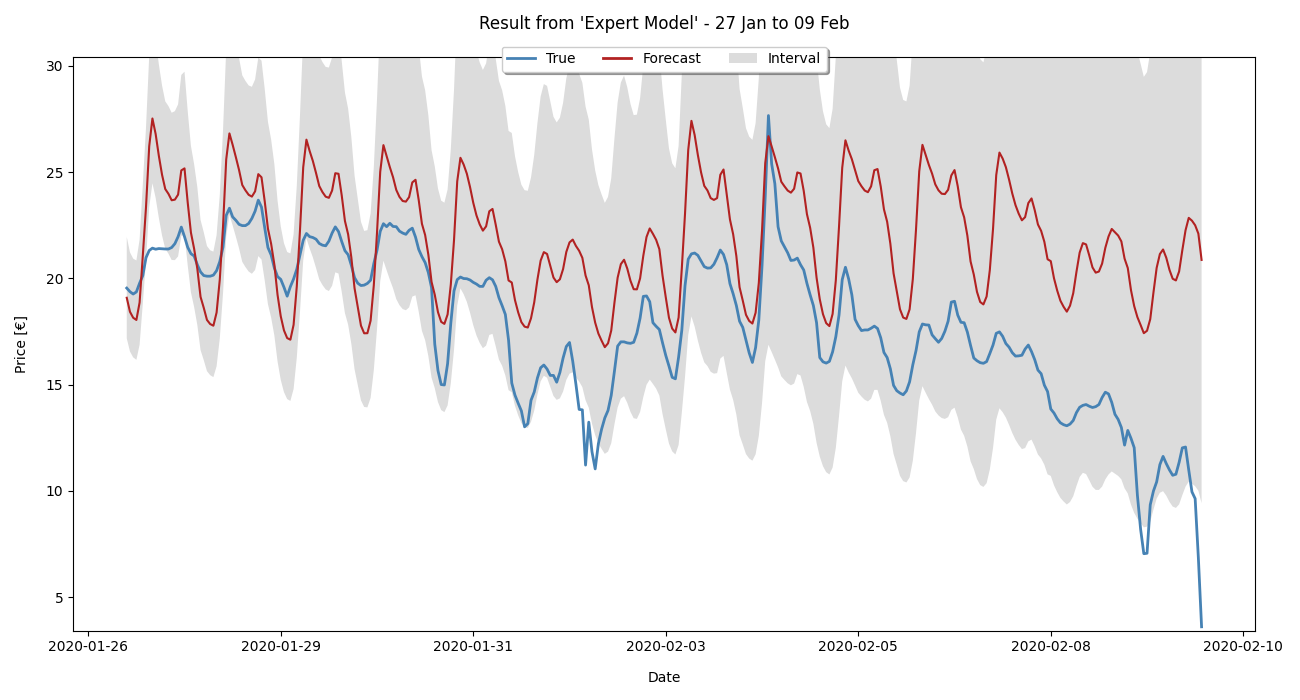 Result from 'Expert Model' - 27 Jan to 09 Feb
True Forecast Interval
30
25
20
15
10
5
Price [€]
2020-01-26 2020-01-29 2020-01-31 2020-02-03 2020-02-05 2020-02-08 2020-02-10
Date